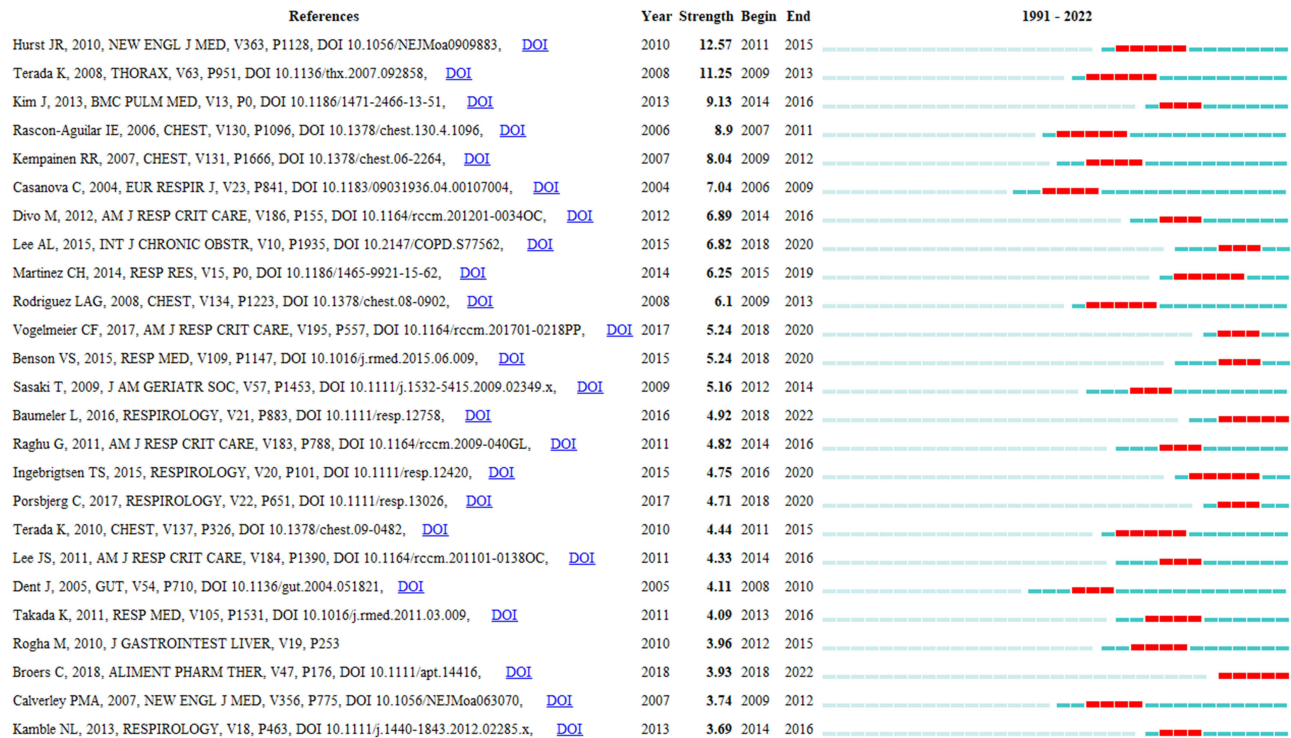 References Year Strength Begin End 1991 - 2022
Hurst JR, 2010, NEW ENGL J MED, V363, P1128, DOI 10.1056/NEJMoa0909883, DOI 2010 12.57 2011 2015
Terada K, 2008, THORAX, V63, P951, DOI 10.1136/thx.2007.092858, DOI 2008 11.25 2009 2013
Kim J, 2013, BMC PULM MED, V13, P0, DOI 10.1186/1471-2466-13-51, DOI 2013 9.13 2014 2016
Rascon-Aguilar IE, 2006, CHEST, V130, P1096, DOI 10.1378/chest.130.4.1096, DOI 2006 8.9 2007 2011
Kempainen RR, 2007, CHEST, V131, P1666, DOI 10.1378/chest.06-2264, DOI 2007 8.04 2009 2012
Casanova C, 2004, EUR RESPIR J, V23, P841, DOI 10.1183/09031936.04.00107004, DOI 2004 7.04 2006 2009
Divo M, 2012, AM J RESP CRIT CARE, V186, P155, DOI 10.1164/rccm.201201-0034OC, DOI 2012 6.89 2014 2016
Lee AL, 2015, INT J CHRONIC OBSTR, V10, P1935, DOI 10.2147/COPD.S77562, DOI 2015 6.82 2018 2020
Martinez CH, 2014, RESP RES, V15, P0, DOI 10.1186/1465-9921-15-62, DOI 2014 6.25 2015 2019
Rodriguez LAG, 2008, CHEST, V134, P1223, DOI 10.1378/chest.08-0902, DOI 2008 6.1 2009 2013
Vogelmeier CF, 2017, AM J RESP CRIT CARE, V195, P557, DOI 10.1164/rccm.201701-0218PP, DOI 2017 5.24 2018 2020
Benson VS, 2015, RESP MED, V109, P1147, DOI 10.1016/j.rmed.2015.06.009, DOI 2015 5.24 2018 2020
Sasaki T, 2009, J AM GERIATR SOC, V57, P1453, DOI 10.1111/j.1532-5415.2009.02349.x, DOI 2009 5.16 2012 2014
Baumeler L, 2016, RESPIROLOGY, V21, P883, DOI 10.1111/resp.12758, DOI 2016 4.92 2018 2022
Raghu G, 2011, AM J RESP CRIT CARE, V183, P788, DOI 10.1164/rccm.2009-040GL, DOI 2011 4.82 2014 2016
Ingebrigtsen TS, 2015, RESPIROLOGY, V20, P101, DOI 10.1111/resp.12420, DOI 2015 4.75 2016 2020
Porsbjerg C, 2017, RESPIROLOGY, V22, P651, DOI 10.1111/resp.13026, DOI 2017 4.71 2018 2020
Terada K, 2010, CHEST, V137, P326, DOI 10.1378/chest.09-0482, DOI 2010 4.44 2011 2015
Lee JS, 2011, AM J RESP CRIT CARE, V184, P1390, DOI 10.1164/rccm.201101-0138OC, DOI 2011 4.33 2014 2016
Dent J, 2005, GUT, V54, P710, DOI 10.1136/gut.2004.051821, DOI 2005 4.11 2008 2010
Takada K, 2011, RESP MED, V105, P1531, DOI 10.1016/j.rmed.2011.03.009, DOI 2011 4.09 2013 2016
Rogha M, 2010, J GASTROINTEST LIVER, V19, P253 2010 3.96 2012 2015
Broers C, 2018, ALIMENT PHARM THER, V47, P176, DOI 10.1111/apt.14416, DOI 2018 3.93 2018 2022
Calverley PMA, 2007, NEW ENGL J MED, V356, P775, DOI 10.1056/NEJMoa063070, DOI 2007 3.74 2009 2012
Kamble NL, 2013, RESPIROLOGY, V18, P463, DOI 10.1111/j.1440-1843.2012.02285.x, DOI 2013 3.69 2014 2016